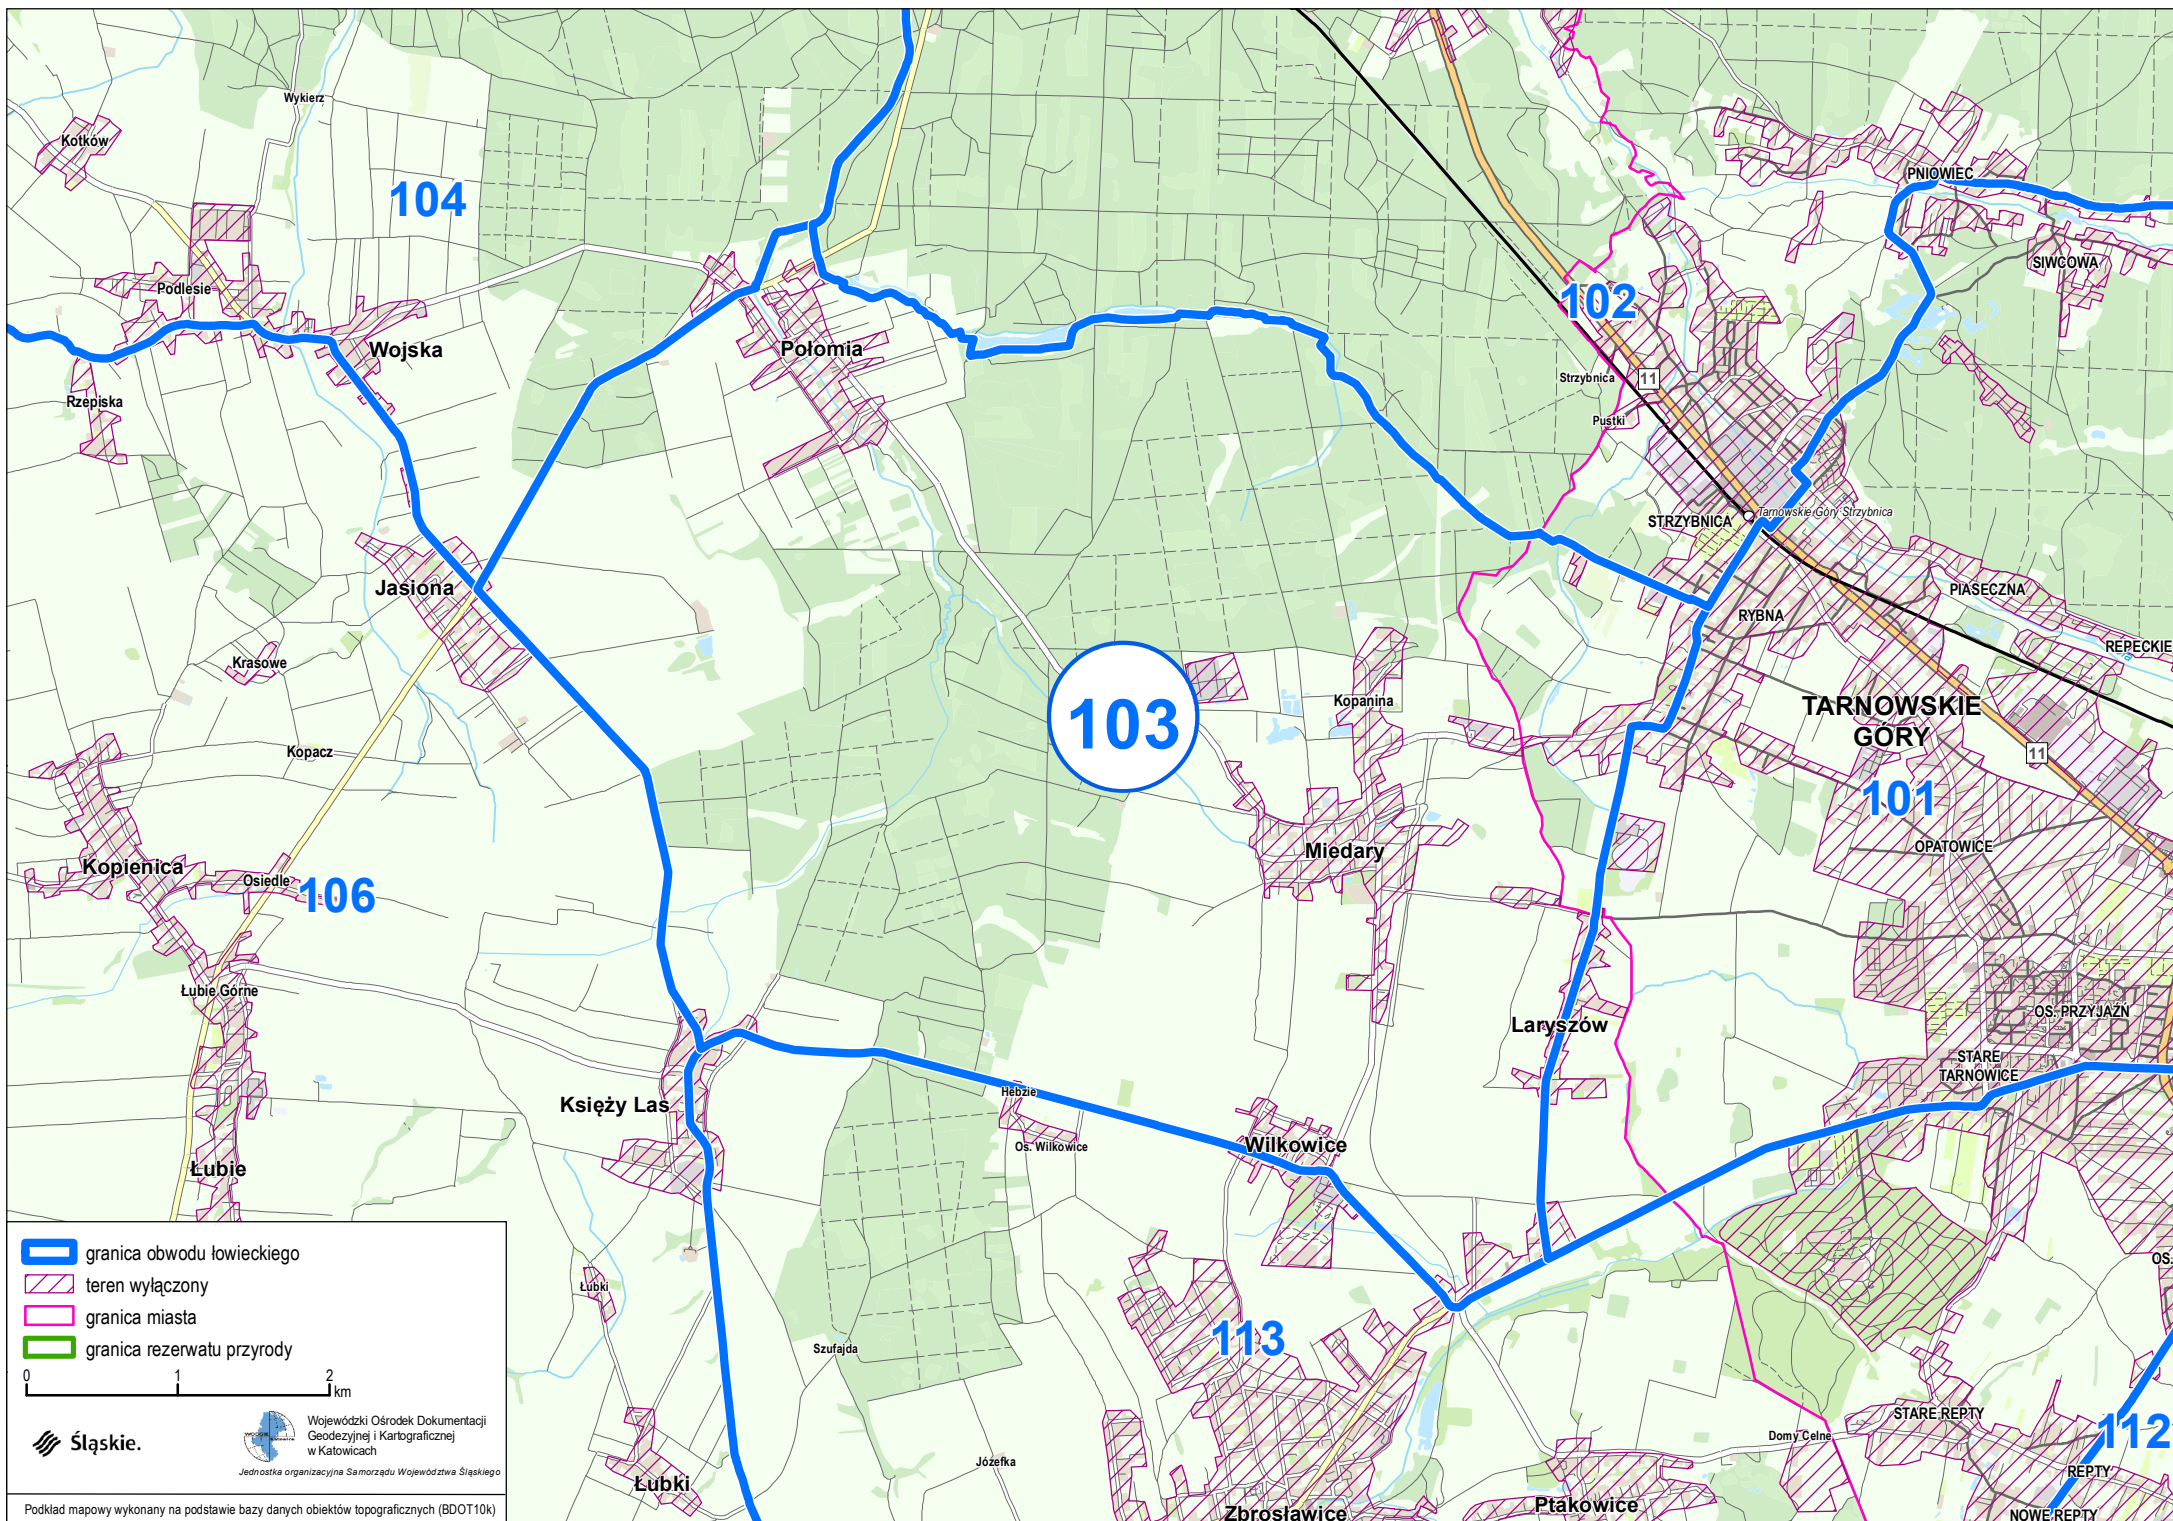 Wykierz
Kotków
104
PNIOWIEC
SIWCOWA
Podlesie
102
Wojska
Połomia
Strzybnica
11
Rzepiska
Pustki
Tarnowskie Góry Strzybnica
STRZYBNICA
Jasiona
PIASECZNA
RYBNA
REPECKIE
Krasowe
103
Kopanina
TARNOWSKIE
GÓRY
Kopacz
11
101
Kopienica
Miedary
OPATOWICE
Osiedle
106
Łubie Górne
OS. PRZYJAŹŃ
Laryszów
STARE
TARNOWICE
Hebzie
Księży Las
Os. Wilkowice
Wilkowice
Łubie
granica obwodu łowieckiego
teren wyłączony
granica miasta
granica rezerwatu przyrody
0 1 2
km
Śląskie.
WODGiK
Wojewódzki Ośrodek Dokumentacji
Geodezyjnej i Kartograficznej
w Katowicach
Jednostka organizacyjna Samorządu Województwa Śląskiego
Podkład mapowy wykonany na podstawie bazy danych obiektów topograficznych (BDOT10k)
OS.
Łubki
113
Szufajda
STARE REPTY
112
Domy Celne
Józefka
REPTY
Łubki
Ptakowice
Zbrosławice
NOWE REPTY